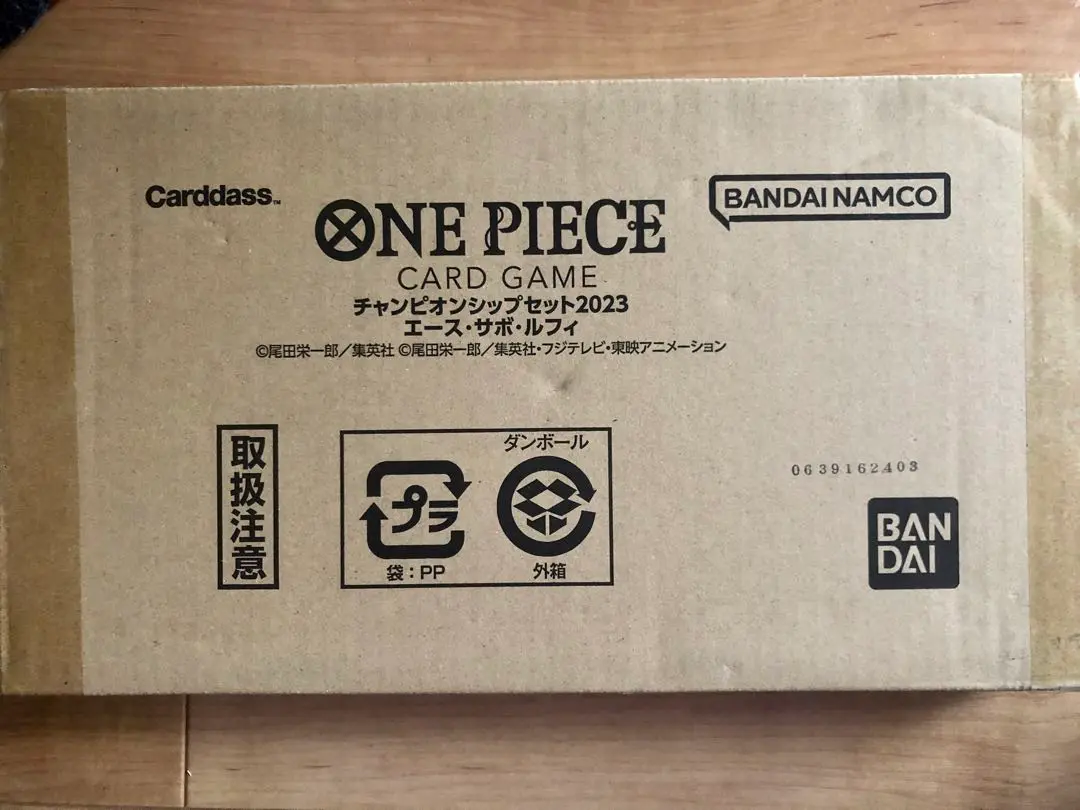 Carddass™
BANDAI NAMCO
ONE PIECE
CARD GAME
チャンピオンシップセット2023
エース・サボ・ルフィ
©尾田栄一郎／集英社 ©尾田栄一郎／集英社・フジテレビ・東映アニメーション
取扱注意
プラ
袋：PP
ダンボール
外箱
0639162403
BAN
DAI